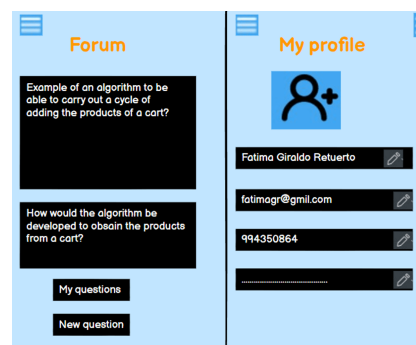 Forum
Example of an algorithm to be
able to carry out a cycle of
adding the products of a cart?
How would the algorithm be
developed to obsain the products
from a cart?
My questions
New question
My profile
Fatima Giraldo Retuerto
fatimagr@gmil.com
994350864
............................................